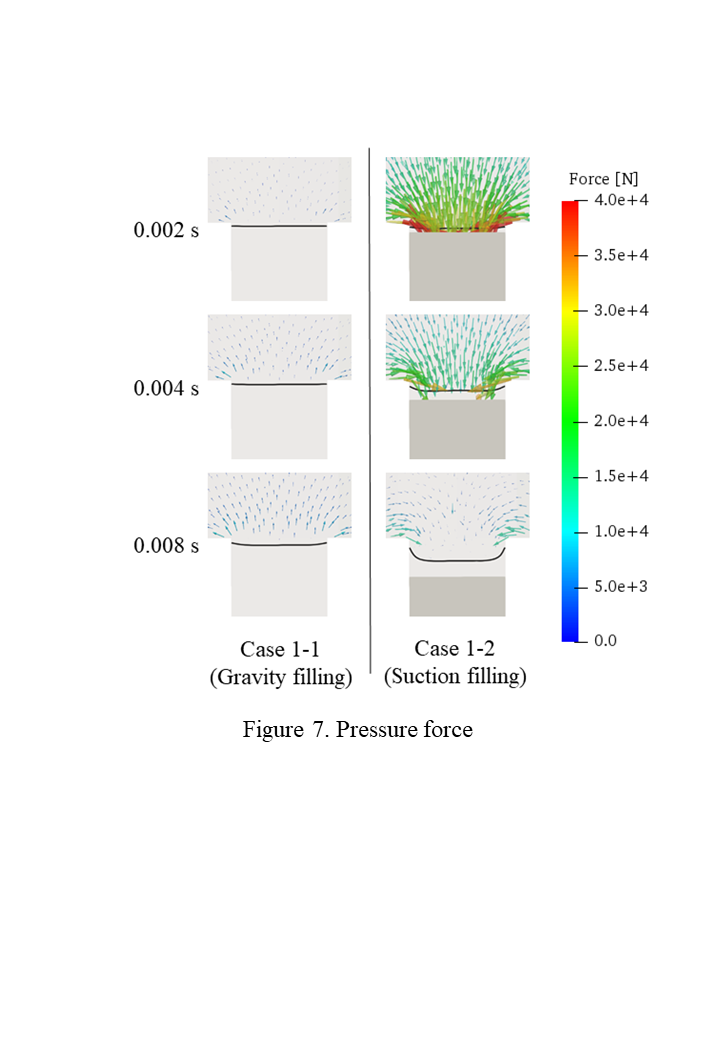 Force [N]
4.0e+4
0.002 s
3.5e+4
3.0e+4
0.004 s
2.5e+4
2.0e+4
1.5e+4
0.008 s
1.0e+4
5.0e+3
0.0
Case 1-1
(Gravity filling)
Case 1-2
(Suction filling)
Figure 7. Pressure force